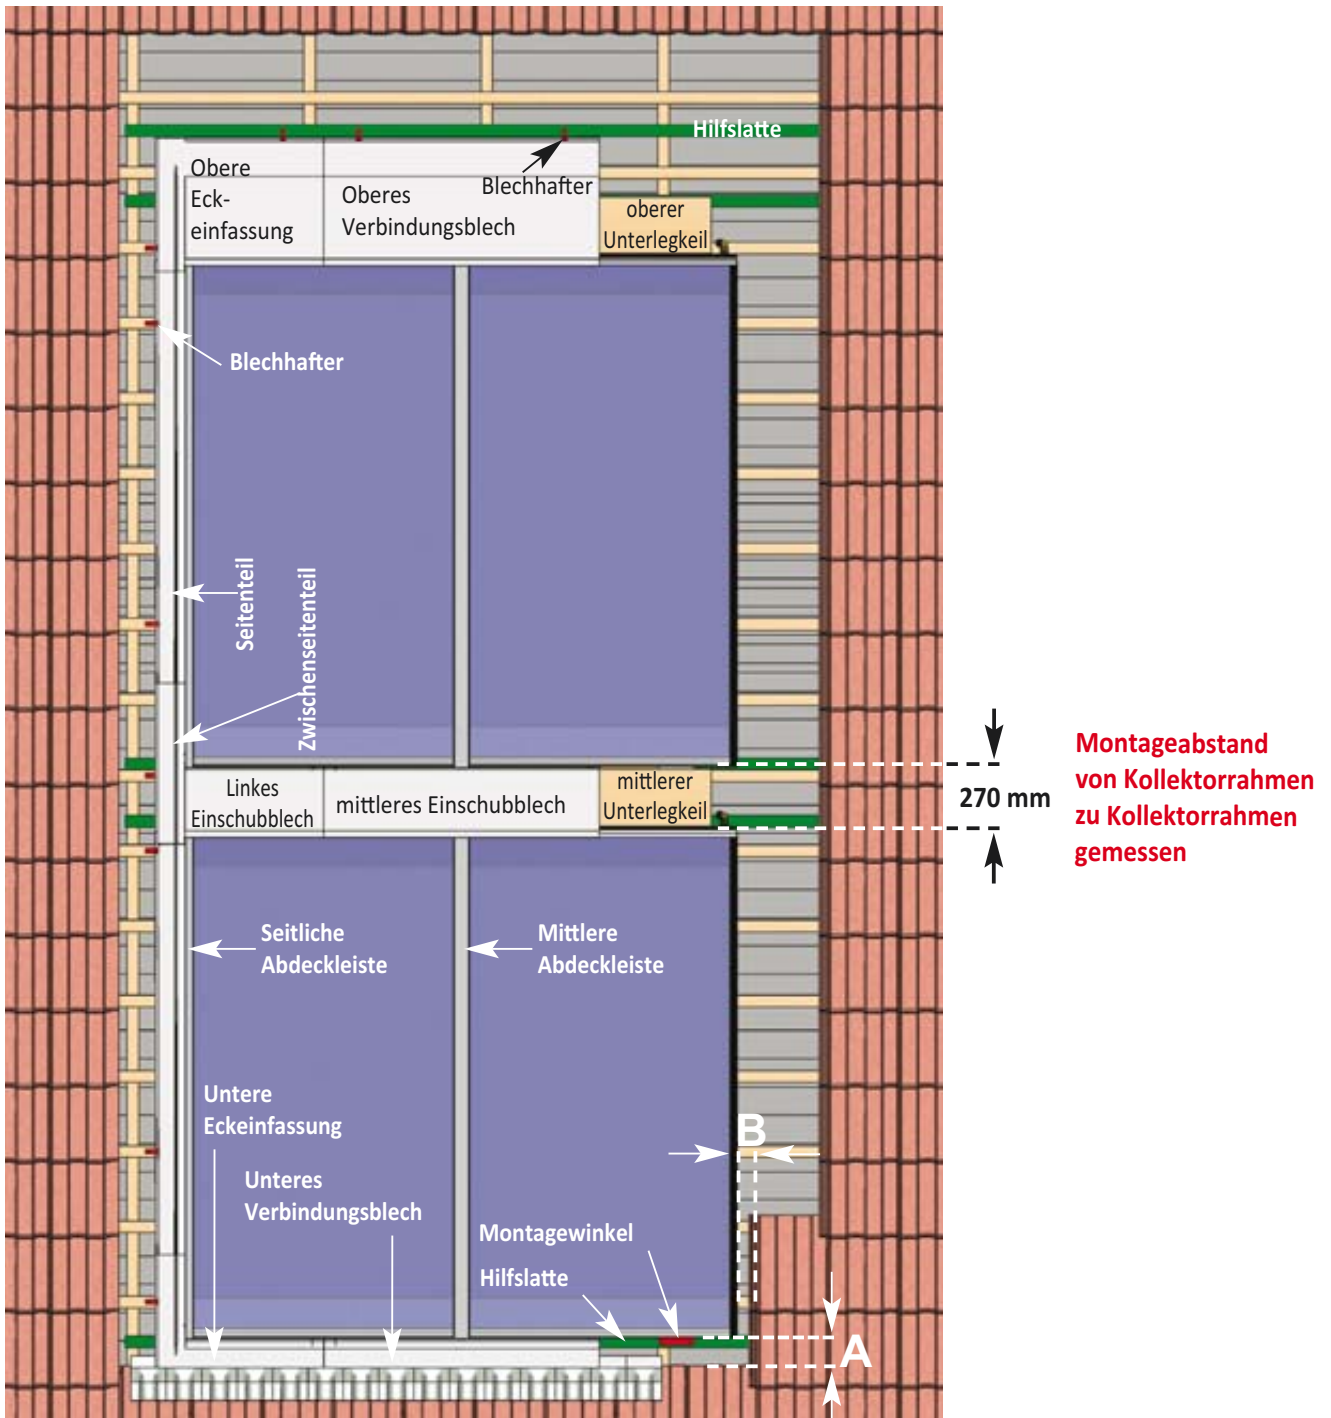 Hilfslatte
Obere
Eck-
einfassung
Oberes
Verbindungsblech
Blechhafter
oberer
Unterlegkeil
Blechhafter
Seitenteil
Zwischenseitenteil
Linkes
Einschubblech
mittleres Einschubblech
mittlerer
Unterlegkeil
270 mm
Montageabstand
von Kollektorrahmen
zu Kollektorrahmen
gemessen
Seitliche
Abdeckleiste
Mittlere
Abdeckleiste
Untere
Eckeinfassung
Unteres
Verbindungsblech
B
Montagewinkel
Hilfslatte
A